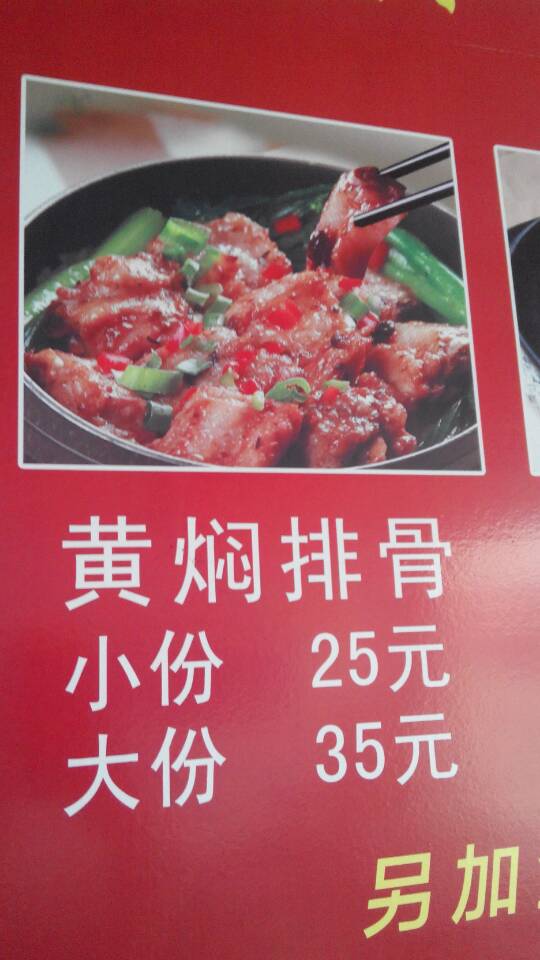 黄焖排骨
小份 25元
大份 35元
另加